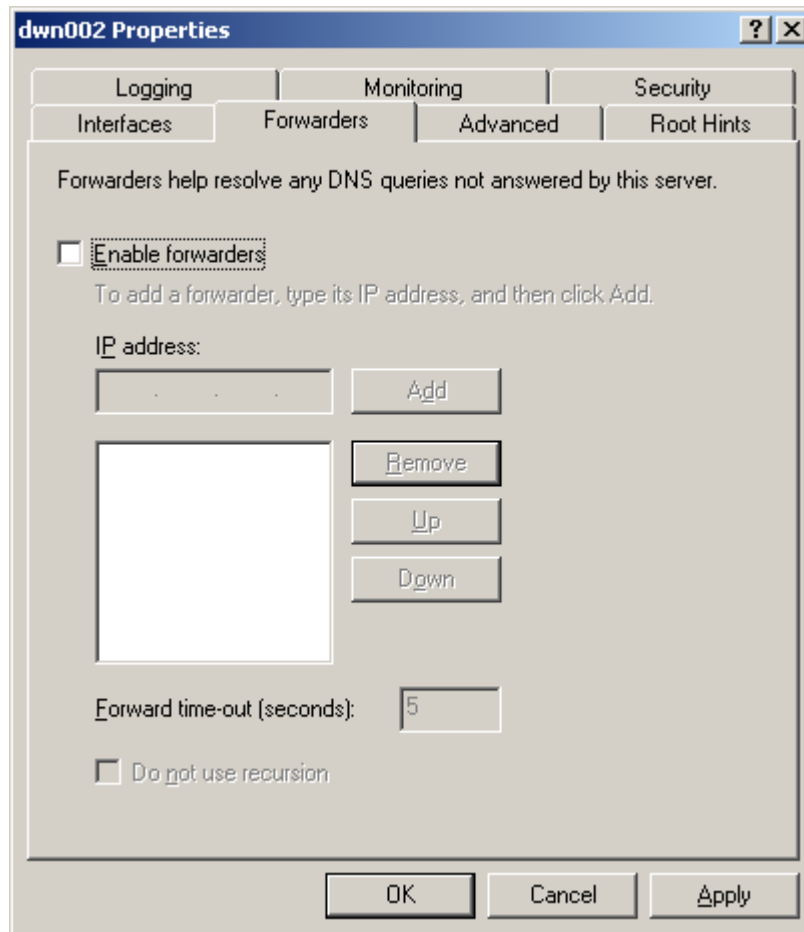 dwn002 Properties
Logging Monitoring Security
Interfaces Forwarders Advanced Root Hints
Forwarders help resolve any DNS queries not answered by this server.
Enable forwarders
To add a forwarder, type its IP address, and then click Add.
IP address:
. . . Add
Remove
Up
Down
Forward time-out (seconds): 5
Do not use recursion
OK Cancel Apply